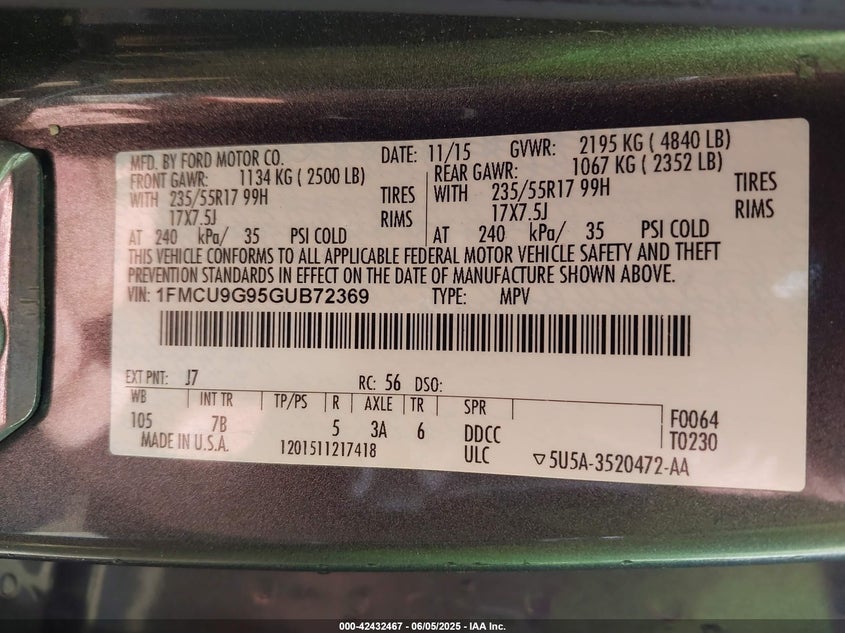 MFD. BY FORD MOTOR CO. DATE: 11/15 GVWR: 2195 KG ( 4840 LB)
FRONT GAWR: 1134 KG ( 2500 LB) REAR GAWR: 1067 KG ( 2352 LB)
WITH 235/55R17 99H TIRES WITH 235/55R17 99H TIRES
17X7.5J RIMS 17X7.5J RIMS
AT 240 kPa/ 35 PSI COLD AT 240 kPa/ 35 PSI COLD
THIS VEHICLE CONFORMS TO ALL APPLICABLE FEDERAL MOTOR VEHICLE SAFETY AND THEFT
PREVENTION STANDARDS IN EFFECT ON THE DATE OF MANUFACTURE SHOWN ABOVE.
VIN: 1FMCU9G95GUB72369 TYPE: MPV
EXT PNT: J7 RC: 56 DSO:
WB INT TR TP/PS R AXLE TR SPR F0064
105 7B 5 3A 6 DDCC T0230
MADE IN U.S.A. 1201511217418 ULC ▽5U5A-3520472-AA
000-42432467 - 06/05/2025 - IAA Inc.